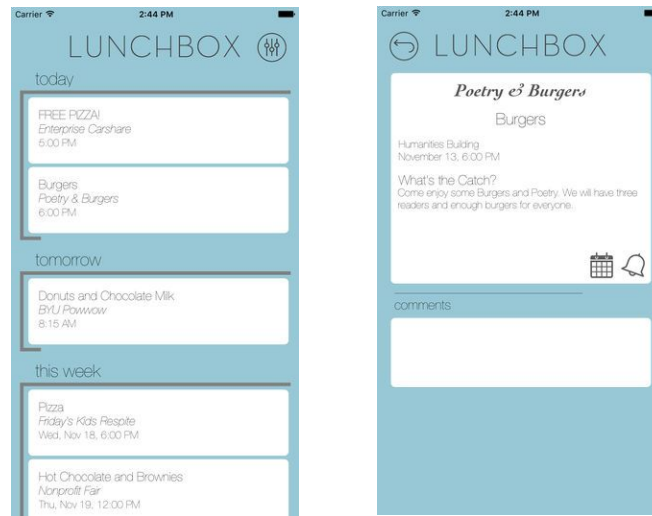 Carrier 2:44 PM
LUNCHBOX
today
FREE PIZZA!
Enterprise Carshare
5:00 PM
Burgers
Poetry & Burgers
6:00 PM
tomorrow
Donuts and Chocolate Milk
BYU Powwow
8:15 AM
this week
Pizza
Friday's Kids Respite
Wed, Nov 18, 6:00 PM
Hot Chocolate and Brownies
Nonprofit Fair
Thu, Nov 19, 12:00 PM
Carrier 2:44 PM
LUNCHBOX
Poetry & Burgers
Burgers
Humanities Building
November 13, 6:00 PM
What's the Catch?
Come enjoy some Burgers and Poetry. We will have three
readers and enough burgers for everyone.
comments